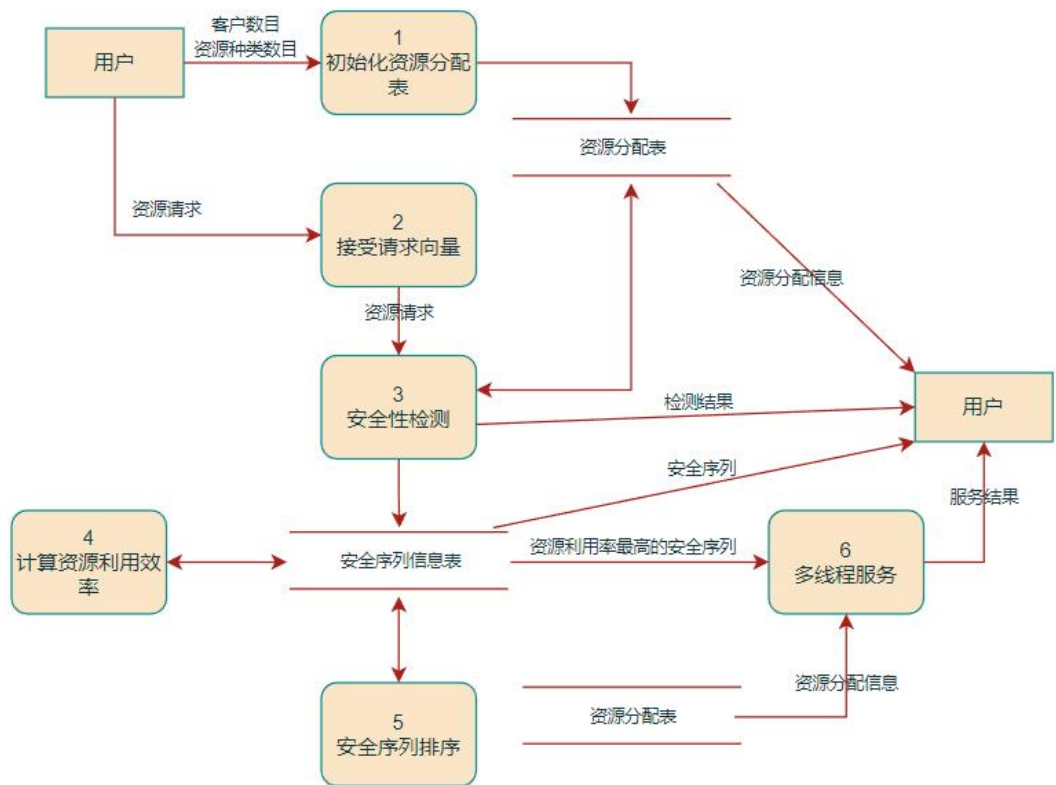 客户数目
资源种类数目
用户
1
初始化资源分配
表
资源分配表
资源请求
2
接受请求向量
资源分配信息
资源请求
3
安全性检测
检测结果
用户
安全序列
服务结果
4
计算资源利用效
率
安全序列信息表
资源利用率最高的安全序列
6
多线程服务
资源分配信息
5
安全序列排序
资源分配表